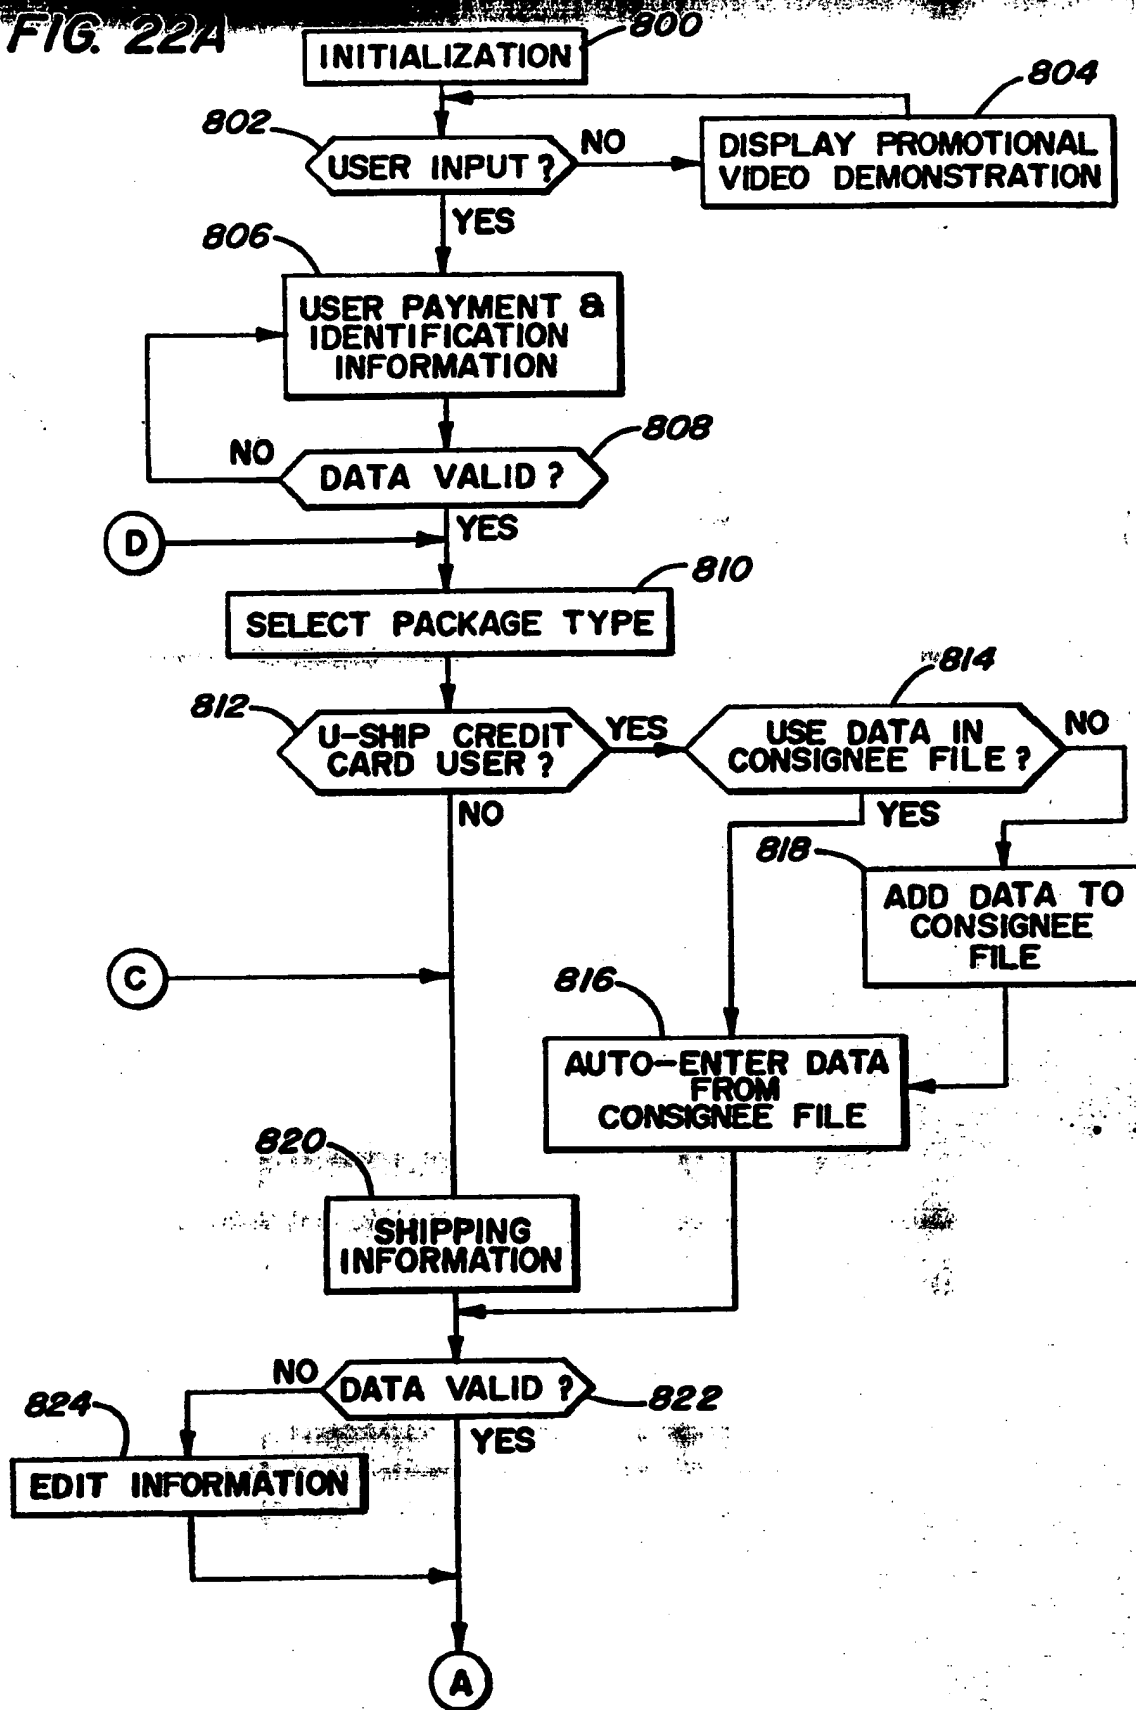 FIG. 22A
800
INITIALIZATION
804
802
USER INPUT ?
NO
DISPLAY PROMOTIONAL
VIDEO DEMONSTRATION
YES
806
USER PAYMENT &
IDENTIFICATION
INFORMATION
808
NO
DATA VALID ?
YES
D
810
SELECT PACKAGE TYPE
814
812
U-SHIP CREDIT
CARD USER ?
YES
USE DATA IN
CONSIGNEE FILE ?
NO
NO
YES
818
ADD DATA TO
CONSIGNEE
FILE
C
816
AUTO-ENTER DATA
FROM
CONSIGNEE FILE
820
SHIPPING
INFORMATION
NO
DATA VALID ?
822
824
YES
EDIT INFORMATION
A